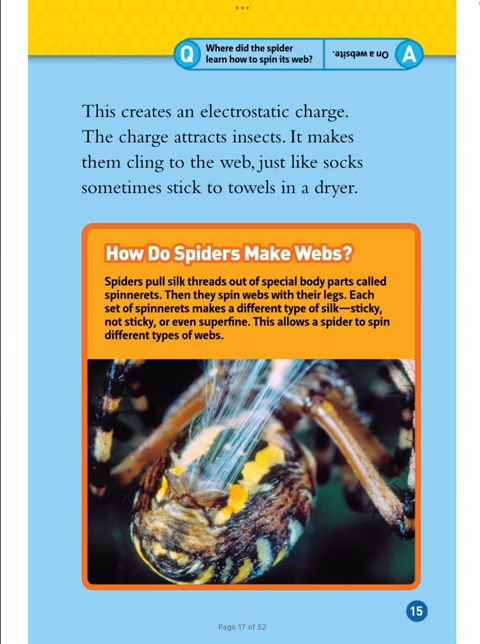 Q
Where did the spider
learn how to spin its web?
On a website.
A
This creates an electrostatic charge.
The charge attracts insects. It makes
them cling to the web, just like socks
sometimes stick to towels in a dryer.
How Do Spiders Make Webs?
Spiders pull silk threads out of special body parts called
spinnerets. Then they spin webs with their legs. Each
set of spinnerets makes a different type of silk—sticky,
not sticky, or even superfine. This allows a spider to spin
different types of webs.
15
Page 17 of 52